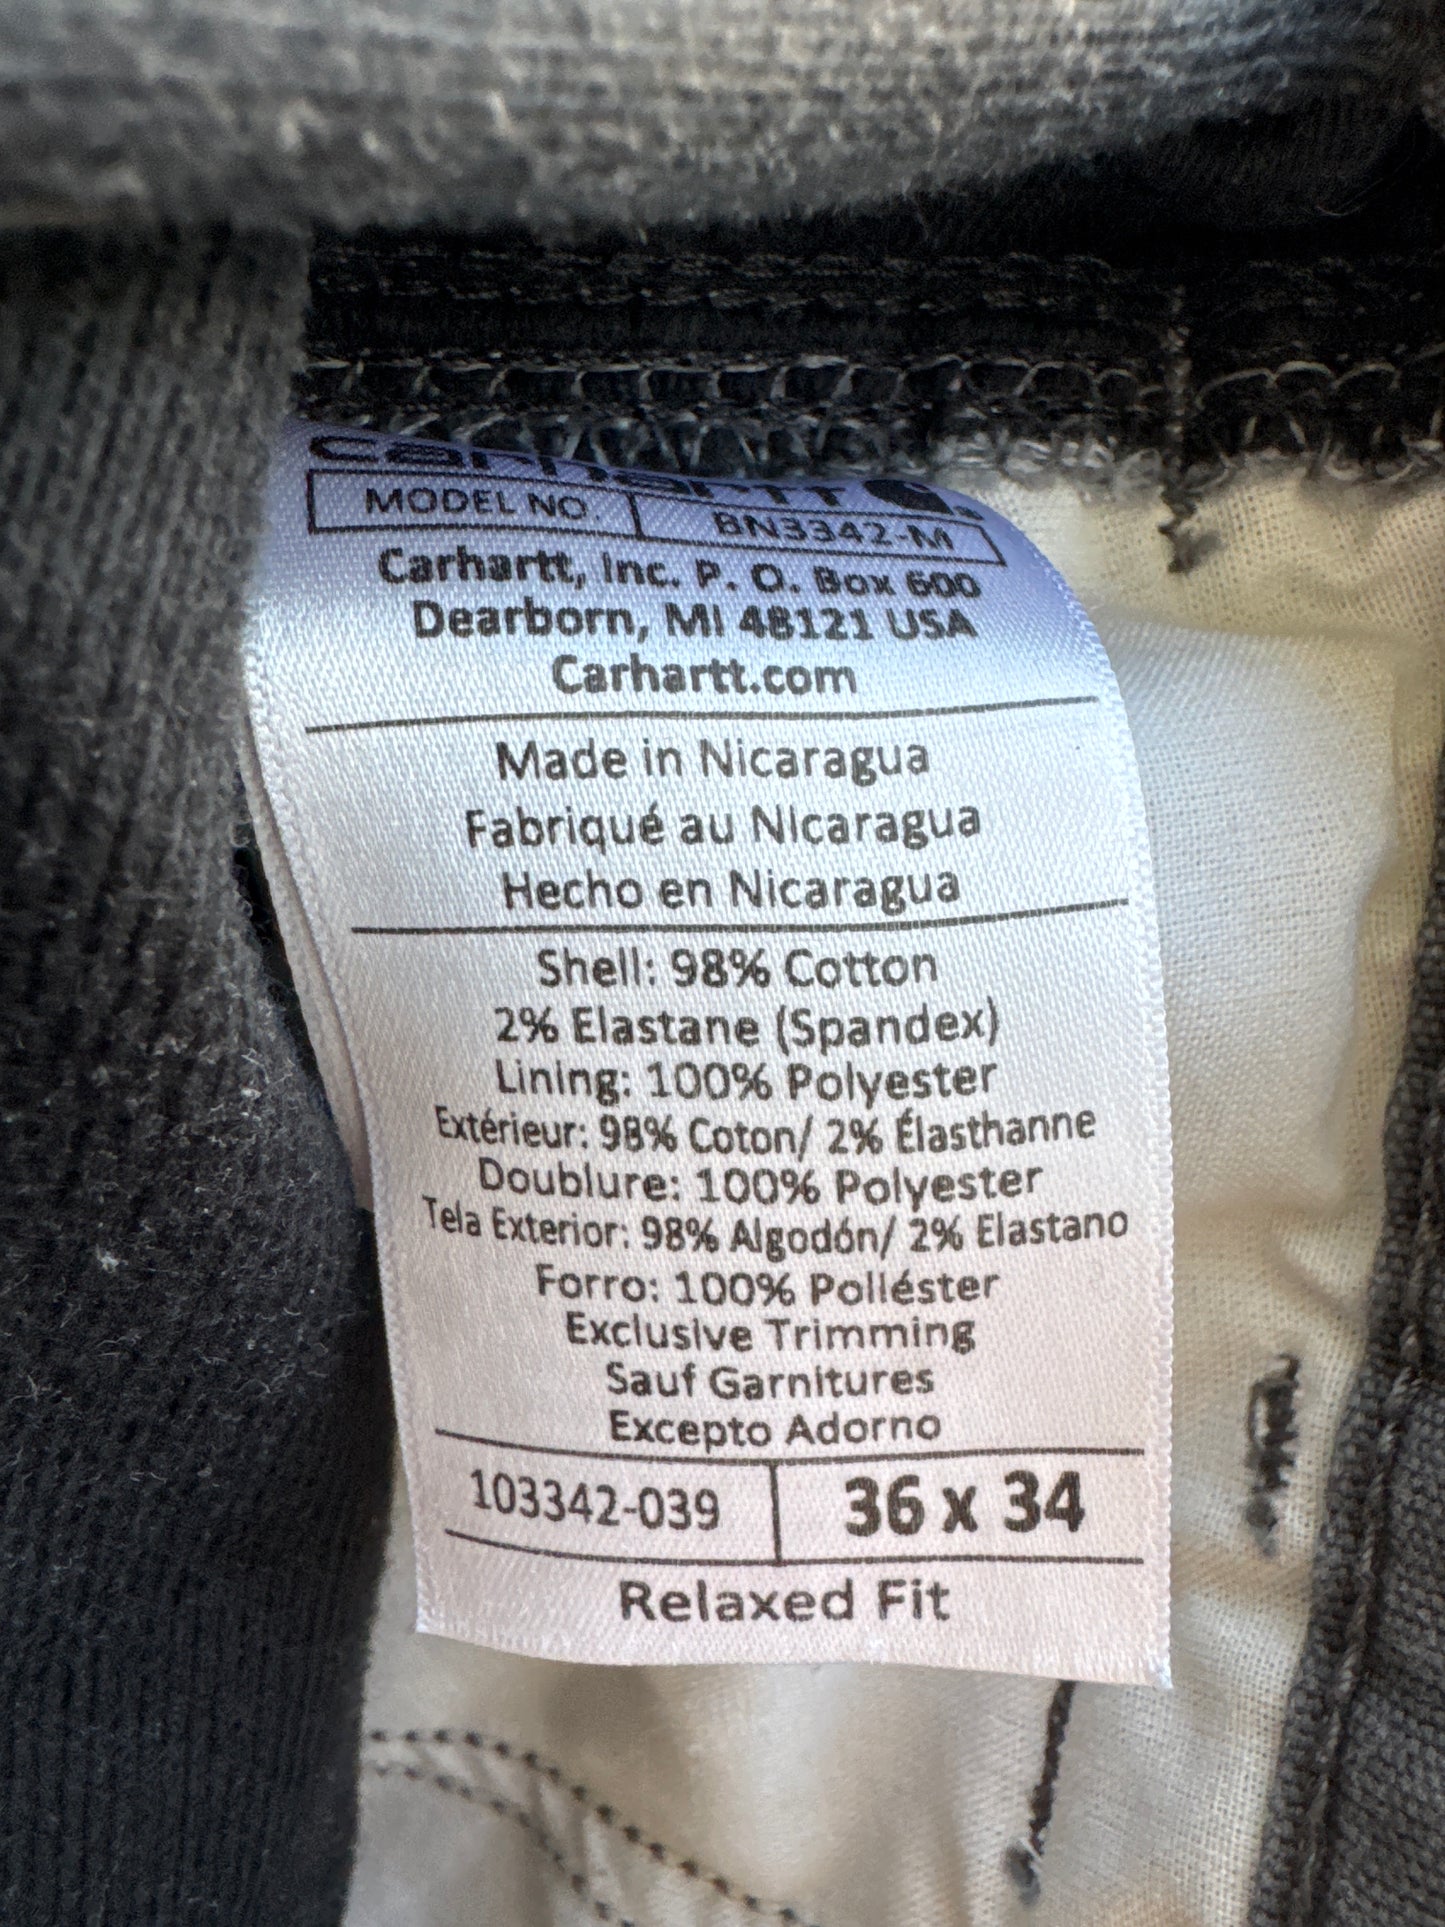 carhartt
MODEL NO. BN3342-M
Carhartt, Inc. P. O. Box 600
Dearborn, MI 48121 USA
Carhartt.com
Made in Nicaragua
Fabriqué au Nicaragua
Hecho en Nicaragua
Shell: 98% Cotton
2% Elastane (Spandex)
Lining: 100% Polyester
Extérieur: 98% Coton/ 2% Élasthanne
Doublure: 100% Polyester
Tela Exterior: 98% Algodón/ 2% Elastano
Forro: 100% Poliéster
Exclusive Trimming
Sauf Garnitures
Excepto Adorno
103342-039 36 x 34
Relaxed Fit